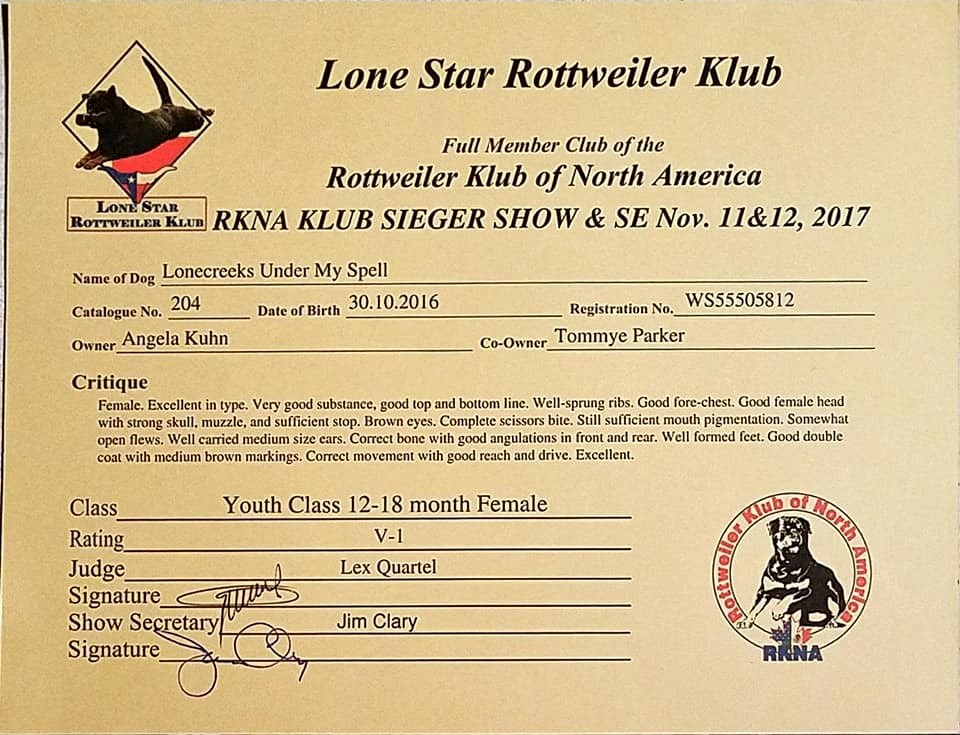 Lone Star Rottweiler Klub
Full Member Club of the
Rottweiler Klub of North America
LONE STAR
ROTTWEILER KLUB
RKNA KLUB SIEGER SHOW & SE Nov. 11&12, 2017
Name of Dog Lonecreeks Under My Spell
Catalogue No. 204 Date of Birth 30.10.2016 Registration No. WS55505812
Owner Angela Kuhn Co-Owner Tommye Parker
Critique
Female. Excellent in type. Very good substance, good top and bottom line. Well-sprung ribs. Good fore-chest. Good female head
with strong skull, muzzle, and sufficient stop. Brown eyes. Complete scissors bite. Still sufficient mouth pigmentation. Somewhat
open flews. Well carried medium size ears. Correct bone with good angulations in front and rear. Well formed feet. Good double
coat with medium brown markings. Correct movement with good reach and drive. Excellent.
Class Youth Class 12-18 month Female
Rating V-1
Judge Lex Quartel
Signature
Show Secretary Jim Clary
Signature
Rottweiler Klub of North America
RKNA